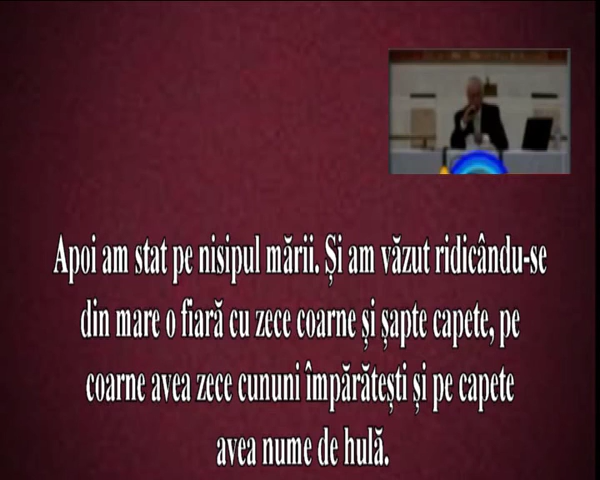 Apoi am stat pe nisipul mării. Și am văzut ridicându-se
din mare o fiară cu zece coarne și șapte capete, pe
coarne avea zece cununi împărătești și pe capete
avea nume de hulă.